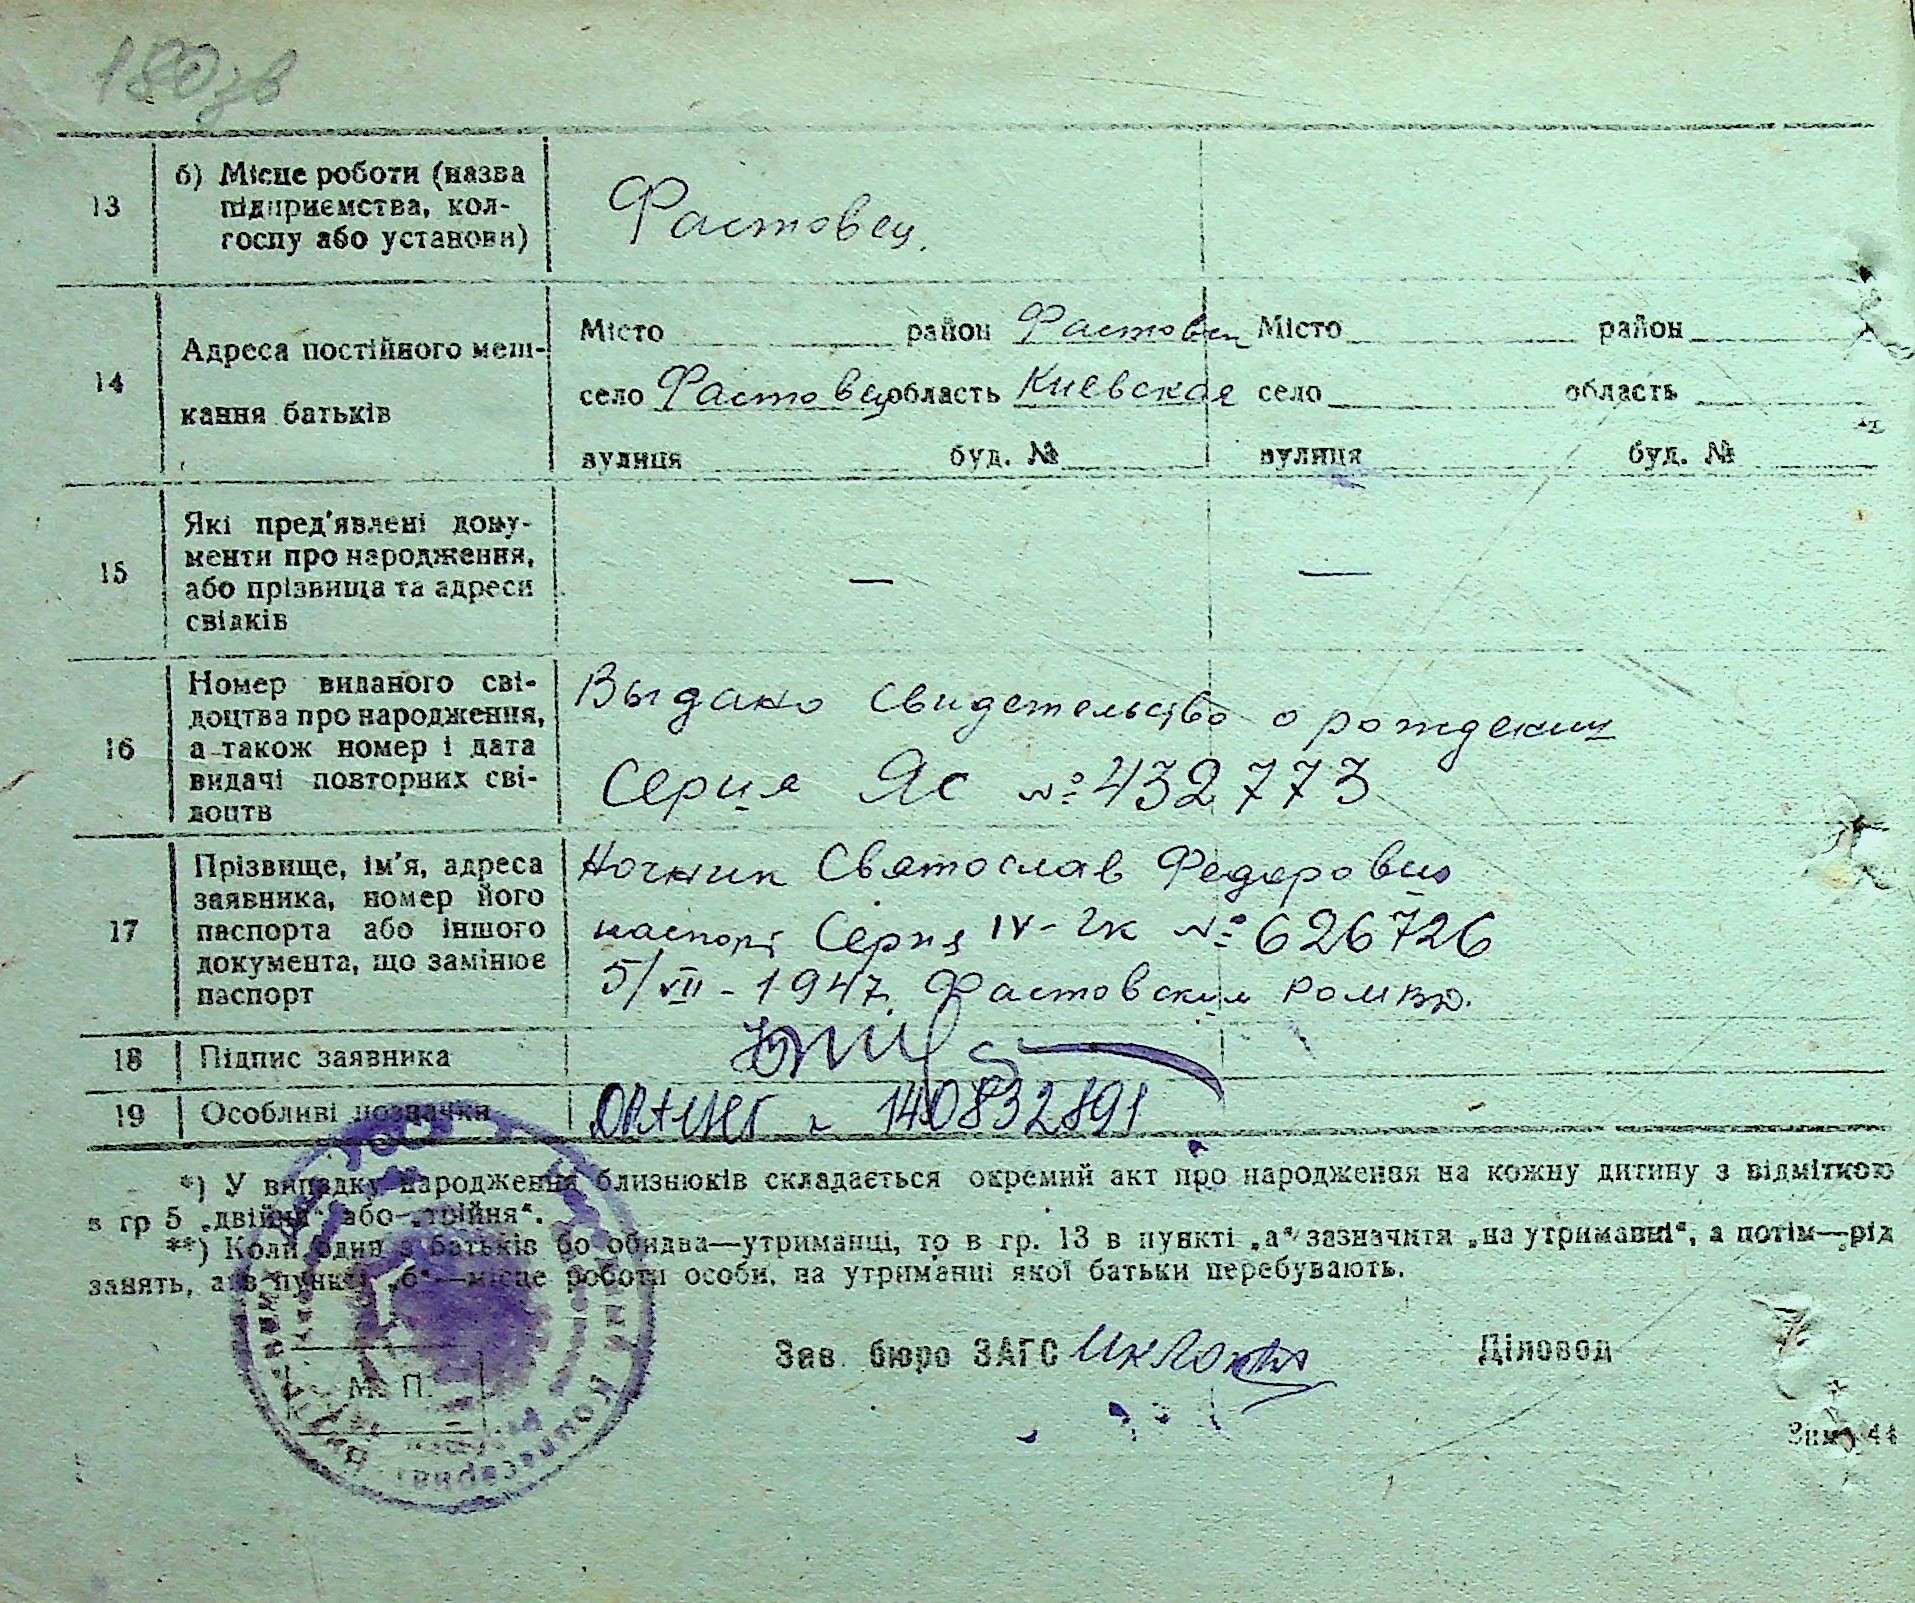 180зв
13
б) Місце роботи (назва
підприємства, кол-
госпу або установи)
Фастовец.
14
Адреса постійного меш-
кання батьків
Місто район Фастовец Місто район
село Фастовец область Киевская село область
вулиця буд. № вулиця буд. №
15
Які пред'явлені доку-
менти про народження,
або прізвища та адреси
свідків
— —
16
Номер виданого сві-
доцтва про народження,
а також номер і дата
видачі повторних сві-
доцтв
Выдано свидетельство о рождении
Серия Яс № 432773
17
Прізвище, ім'я, адреса
заявника, номер його
паспорта або іншого
документа, що замінює
паспорт
Ночник Святослав Федорович
паспорт Серия IV-чк № 626726
5/VII-1947 Фастовским РОМВД.
18
Підпис заявника
19
Особливі позначки
140832891
*) У випадку народження близнюків складається окремий акт про народження на кожну дитину з відміткою
в гр 5 „двійня" або „трійня".
**) Коли один з батьків бо обидва—утриманці, то в гр. 13 в пункті „а" зазначити „на утриманні", а потім—рід
занять, а в пункті „б"—місце роботи особи, на утриманці якої батьки перебувають.
Зав. бюро ЗАГС Діловод
М. П.